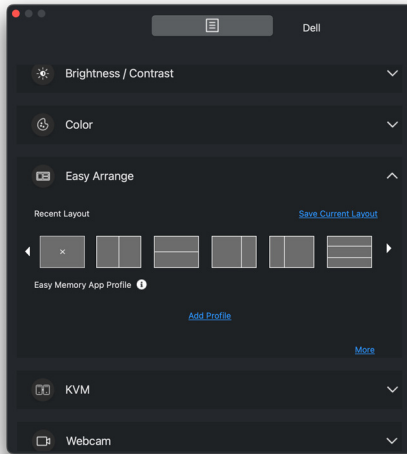 Dell
Brightness / Contrast
Color
Easy Arrange
Recent Layout
Save Current Layout
Easy Memory App Profile
Add Profile
More
KVM
Webcam